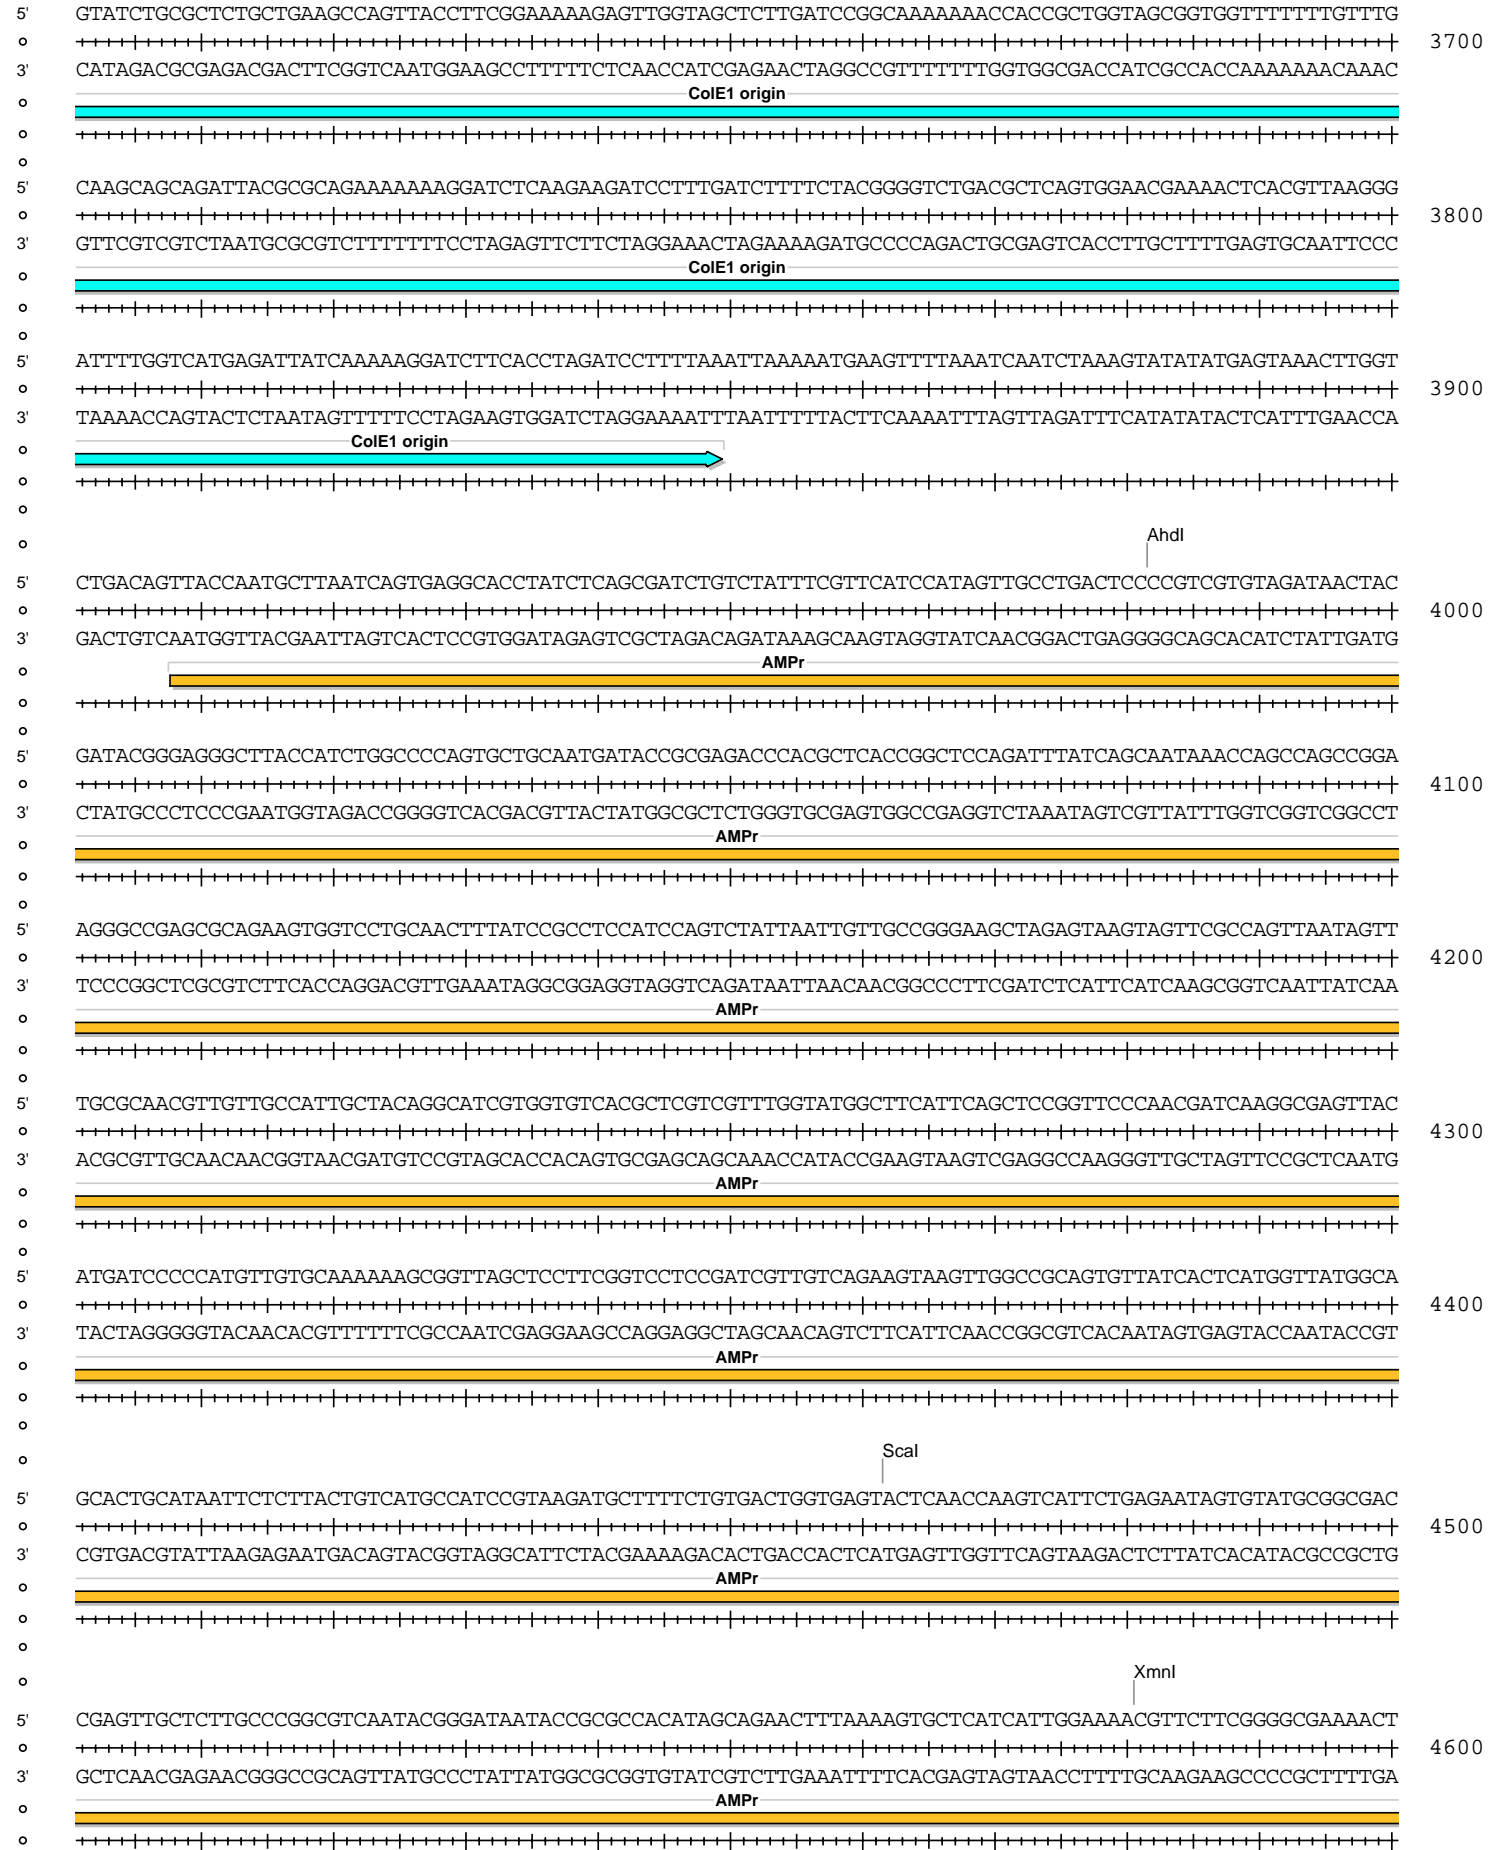 5' GTATCTGCGCTCTGCTGAAGCCAGTTACCTTCGGAAAAAGAGTTGGTAGCTCTTGATCCGGCAAAAAAACCACCGCTGGTAGCGGTGGTTTTTTTGTTTG
3700
3' CATAGACGCGAGACGACTTCGGTCAATGGAAGCCTTTTTCTCAACCATCGAGAACTAGGCCGTTTTTTTGGTGGCGACCATCGCCACCAAAAAAACAAAC
ColE1 origin
5' CAAGCAGCAGATTACGCGCAGAAAAAAAGGATCTCAAGAAGATCCTTTGATCTTTTCTACGGGGTCTGACGCTCAGTGGAACGAAAACTCACGTTAAGGG
3800
3' GTTCGTCGTCTAATGCGCGTCTTTTTTTCCTAGAGTTCTTCTAGGAAACTAGAAAAGATGCCCCAGACTGCGAGTCACCTTGCTTTTGAGTGCAATTCCC
ColE1 origin
5' ATTTTGGTCATGAGATTATCAAAAAGGATCTTCACCTAGATCCTTTTAAATTAAAAATGAAGTTTTAAATCAATCTAAAGTATATATGAGTAAACTTGGT
3900
3' TAAAACCAGTACTCTAATAGTTTTTCCTAGAAGTGGATCTAGGAAAATTTAATTTTTACTTCAAAATTTAGTTAGATTTCATATATACTCATTTGAACCA
ColE1 origin
AhdI
5' CTGACAGTTACCAATGCTTAATCAGTGAGGCACCTATCTCAGCGATCTGTCTATTTCGTTCATCCATAGTTGCCTGACTCCCCGTCGTGTAGATAACTAC
4000
3' GACTGTCAATGGTTACGAATTAGTCACTCCGTGGATAGAGTCGCTAGACAGATAAAGCAAGTAGGTATCAACGGACTGAGGGGCAGCACATCTATTGATG
AMPr
5' GATACGGGAGGGCTTACCATCTGGCCCCAGTGCTGCAATGATACCGCGAGACCCACGCTCACCGGCTCCAGATTTATCAGCAATAAACCAGCCAGCCGGA
4100
3' CTATGCCCTCCCGAATGGTAGACCGGGGTCACGACGTTACTATGGCGCTCTGGGTGCGAGTGGCCGAGGTCTAAATAGTCGTTATTTGGTCGGTCGGCCT
AMPr
5' AGGGCCGAGCGCAGAAGTGGTCCTGCAACTTTATCCGCCTCCATCCAGTCTATTAATTGTTGCCGGGAAGCTAGAGTAAGTAGTTCGCCAGTTAATAGTT
4200
3' TCCCGGCTCGCGTCTTCACCAGGACGTTGAAATAGGCGGAGGTAGGTCAGATAATTAACAACGGCCCTTCGATCTCATTCATCAAGCGGTCAATTATCAA
AMPr
5' TGCGCAACGTTGTTGCCATTGCTACAGGCATCGTGGTGTCACGCTCGTCGTTTGGTATGGCTTCATTCAGCTCCGGTTCCCAACGATCAAGGCGAGTTAC
4300
3' ACGCGTTGCAACAACGGTAACGATGTCCGTAGCACCACAGTGCGAGCAGCAAACCATACCGAAGTAAGTCGAGGCCAAGGGTTGCTAGTTCCGCTCAATG
AMPr
5' ATGATCCCCCATGTTGTGCAAAAAAGCGGTTAGCTCCTTCGGTCCTCCGATCGTTGTCAGAAGTAAGTTGGCCGCAGTGTTATCACTCATGGTTATGGCA
4400
3' TACTAGGGGGTACAACACGTTTTTTCGCCAATCGAGGAAGCCAGGAGGCTAGCAACAGTCTTCATTCAACCGGCGTCACAATAGTGAGTACCAATACCGT
AMPr
ScaI
5' GCACTGCATAATTCTCTTACTGTCATGCCATCCGTAAGATGCTTTTCTGTGACTGGTGAGTACTCAACCAAGTCATTCTGAGAATAGTGTATGCGGCGAC
4500
3' CGTGACGTATTAAGAGAATGACAGTACGGTAGGCATTCTACGAAAAGACACTGACCACTCATGAGTTGGTTCAGTAAGACTCTTATCACATACGCCGCTG
AMPr
XmnI
5' CGAGTTGCTCTTGCCCGGCGTCAATACGGGATAATACCGCGCCACATAGCAGAACTTTAAAAGTGCTCATCATTGGAAAACGTTCTTCGGGGCGAAAACT
4600
3' GCTCAACGAGAACGGGCCGCAGTTATGCCCTATTATGGCGCGGTGTATCGTCTTGAAATTTTCACGAGTAGTAACCTTTTGCAAGAAGCCCCGCTTTTGA
AMPr